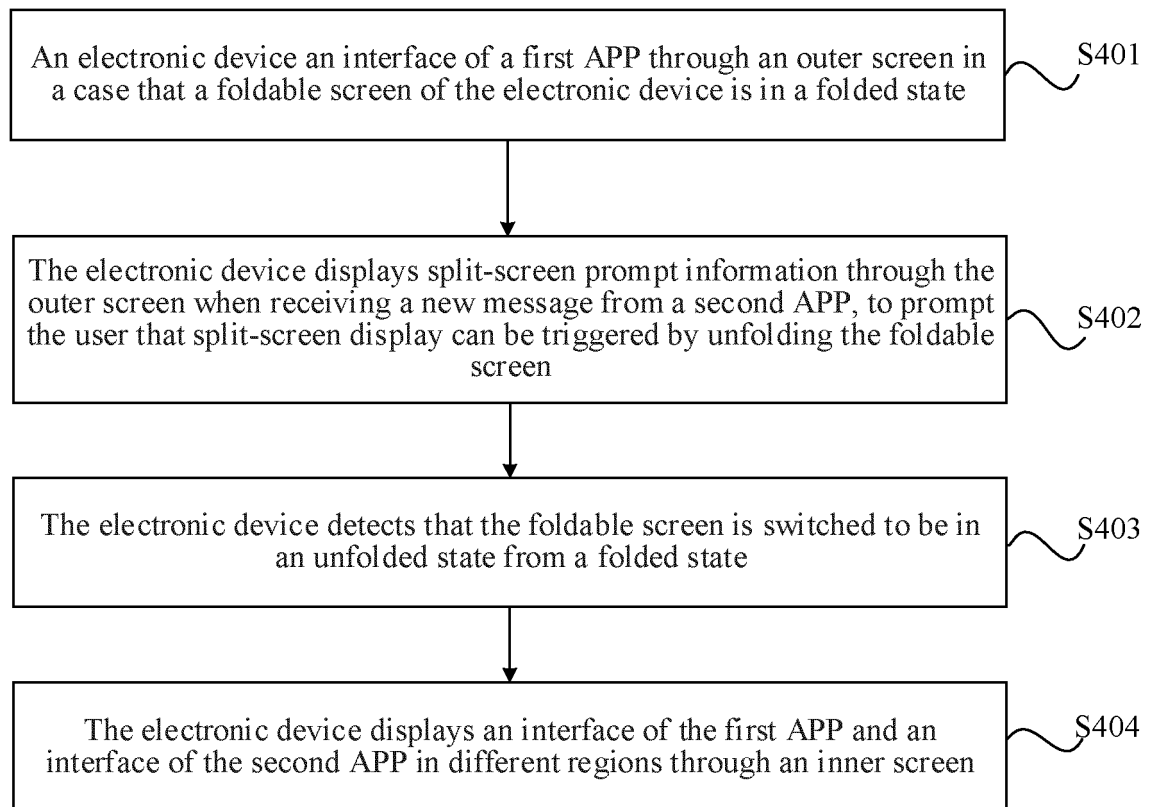 An electronic device an interface of a first APP through an outer screen in
a case that a foldable screen of the electronic device is in a folded state
S401
The electronic device displays split-screen prompt information through the
outer screen when receiving a new message from a second APP, to prompt
the user that split-screen display can be triggered by unfolding the foldable
screen
S402
The electronic device detects that the foldable screen is switched to be in
an unfolded state from a folded state
S403
The electronic device displays an interface of the first APP and an
interface of the second APP in different regions through an inner screen
S404